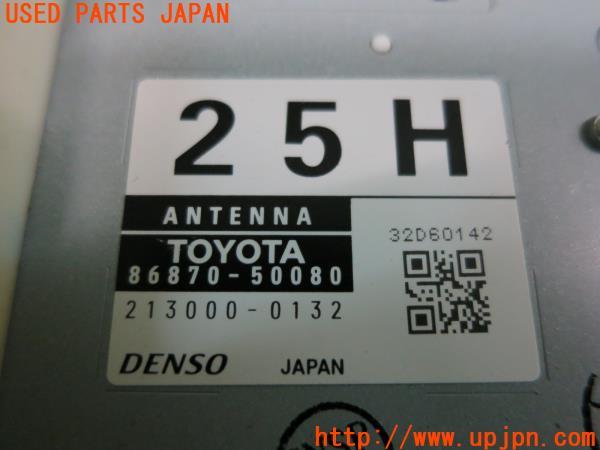 USED PARTS JAPAN
25H
ANTENNA
TOYOTA
86870-50080
213000-0132
32D60142
DENSO
JAPAN
http://www.upjpn.com